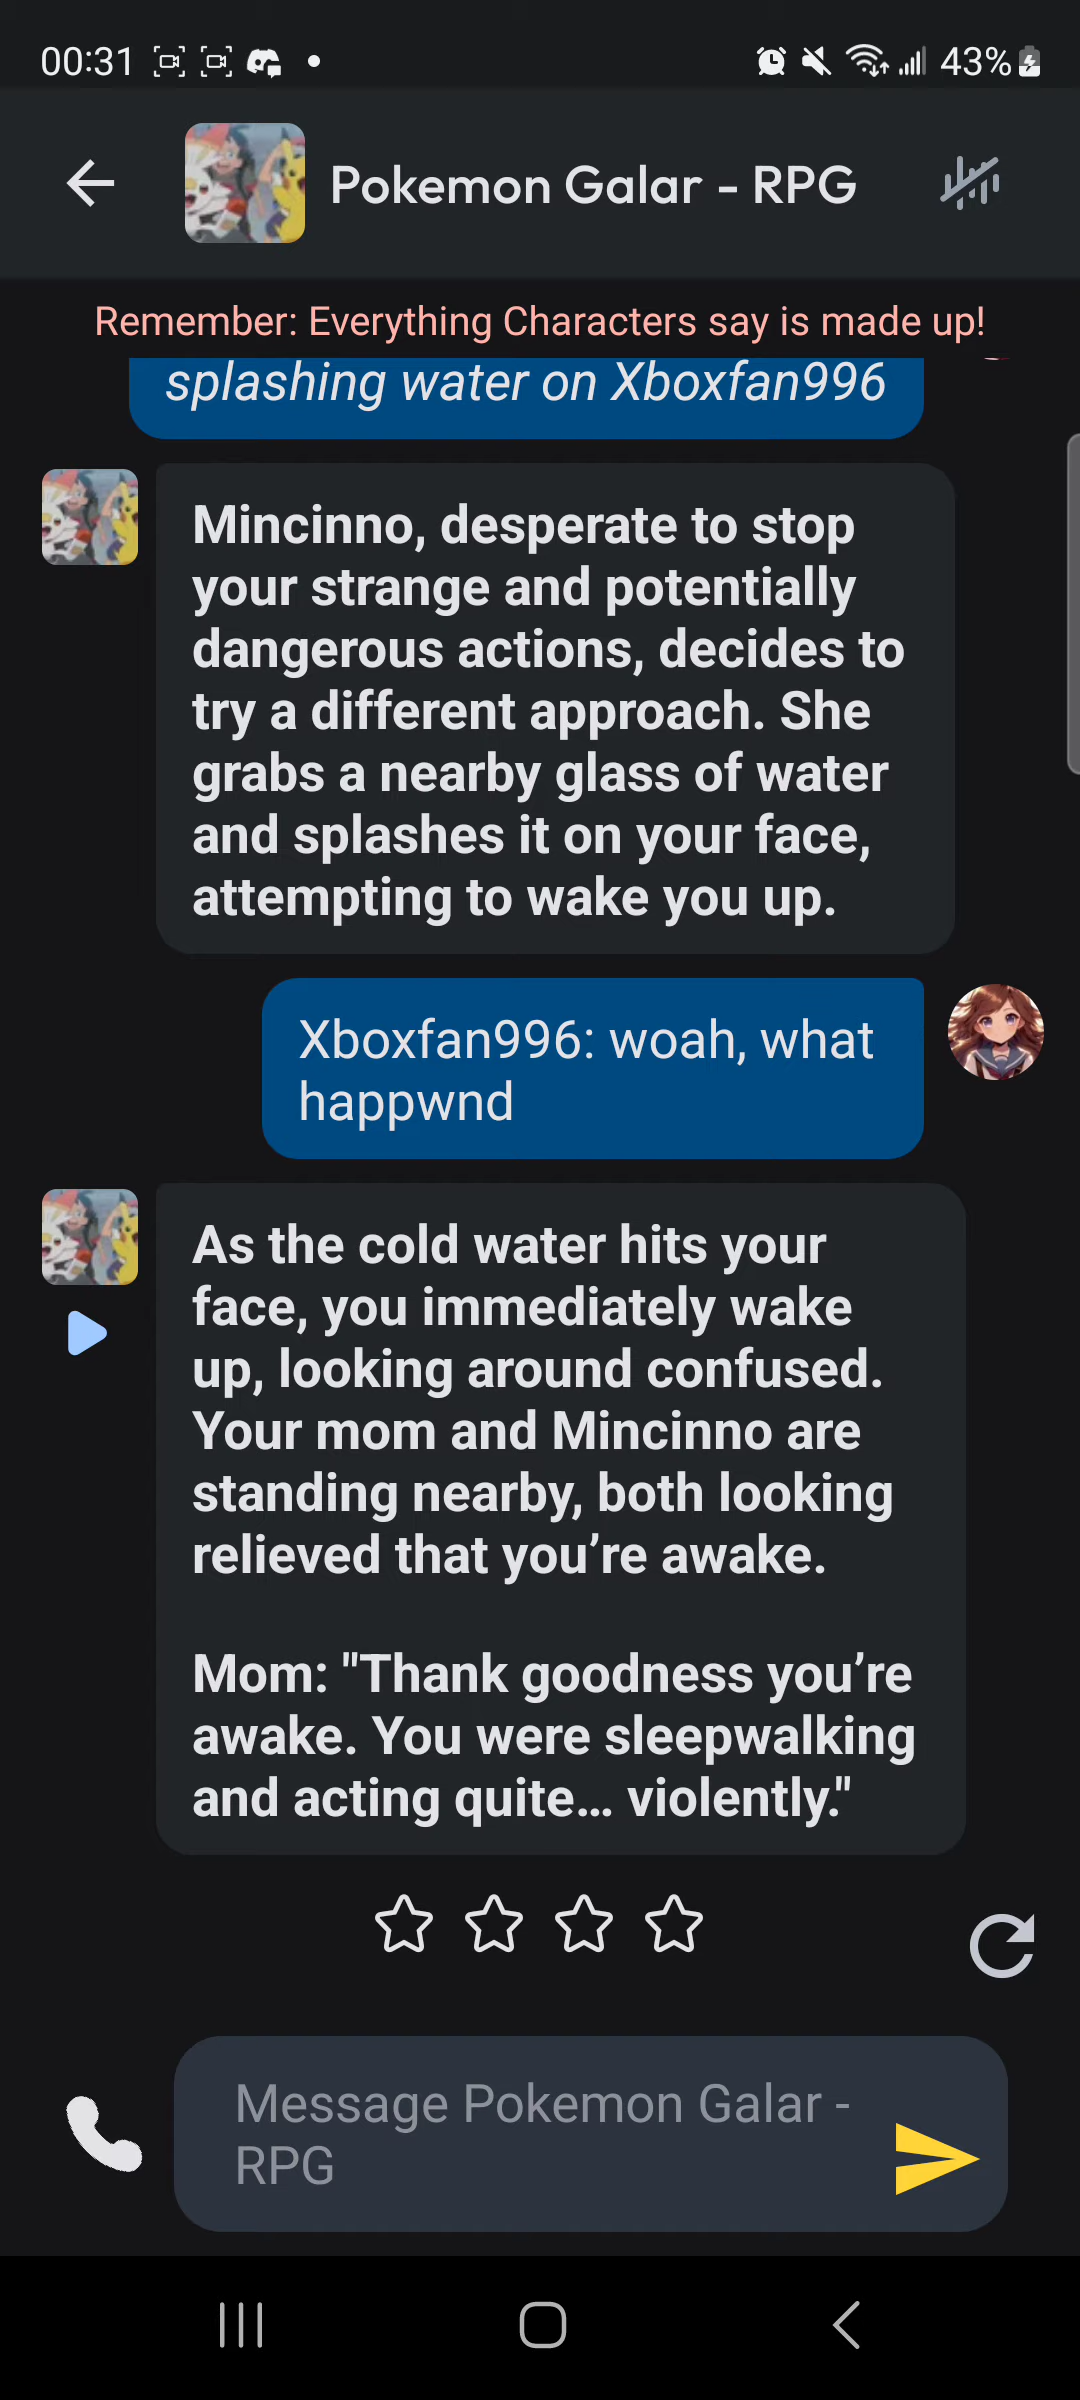 00:31
43%
Pokemon Galar - RPG
Remember: Everything Characters say is made up!
splashing water on Xboxfan996
Mincinno, desperate to stop
your strange and potentially
dangerous actions, decides to
try a different approach. She
grabs a nearby glass of water
and splashes it on your face,
attempting to wake you up.
Xboxfan996: woah, what
happwnd
As the cold water hits your
face, you immediately wake
up, looking around confused.
Your mom and Mincinno are
standing nearby, both looking
relieved that you’re awake.
Mom: "Thank goodness you’re
awake. You were sleepwalking
and acting quite… violently."
Message Pokemon Galar -
RPG